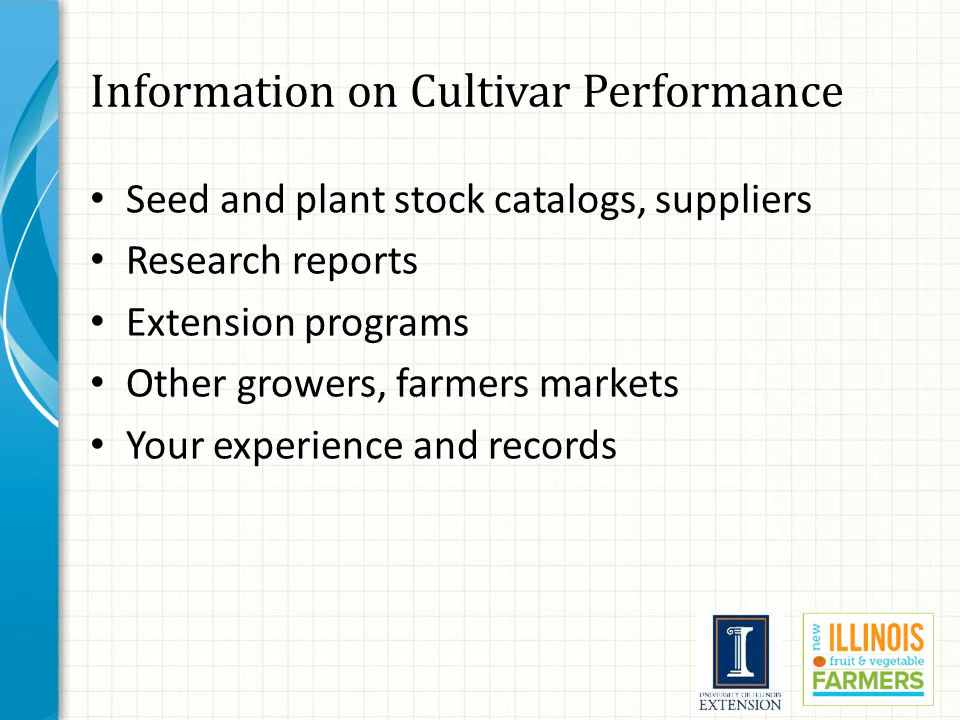 Information on Cultivar Performance
• Seed and plant stock catalogs, suppliers
• Research reports
• Extension programs
• Other growers, farmers markets
• Your experience and records
I
UNIVERSITY OF ILLINOIS
EXTENSION
new
ILLINOIS
fruit & vegetable
FARMERS